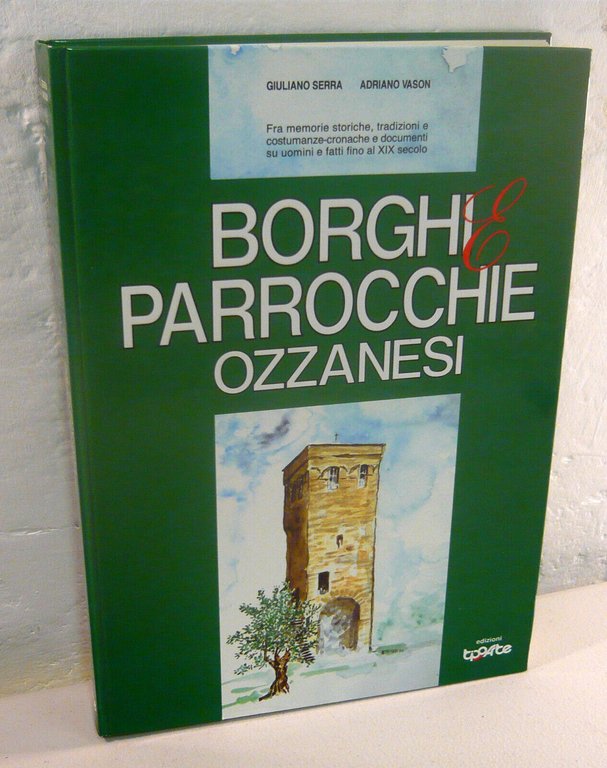 GIULIANO SERRA ADRIANO VASON
Fra memorie storiche, tradizioni e
costumanze-cronache e documenti
su uomini e fatti fino al XIX secolo
BORGHI E
PARROCCHIE
OZZANESI
edizioni
tipoarte